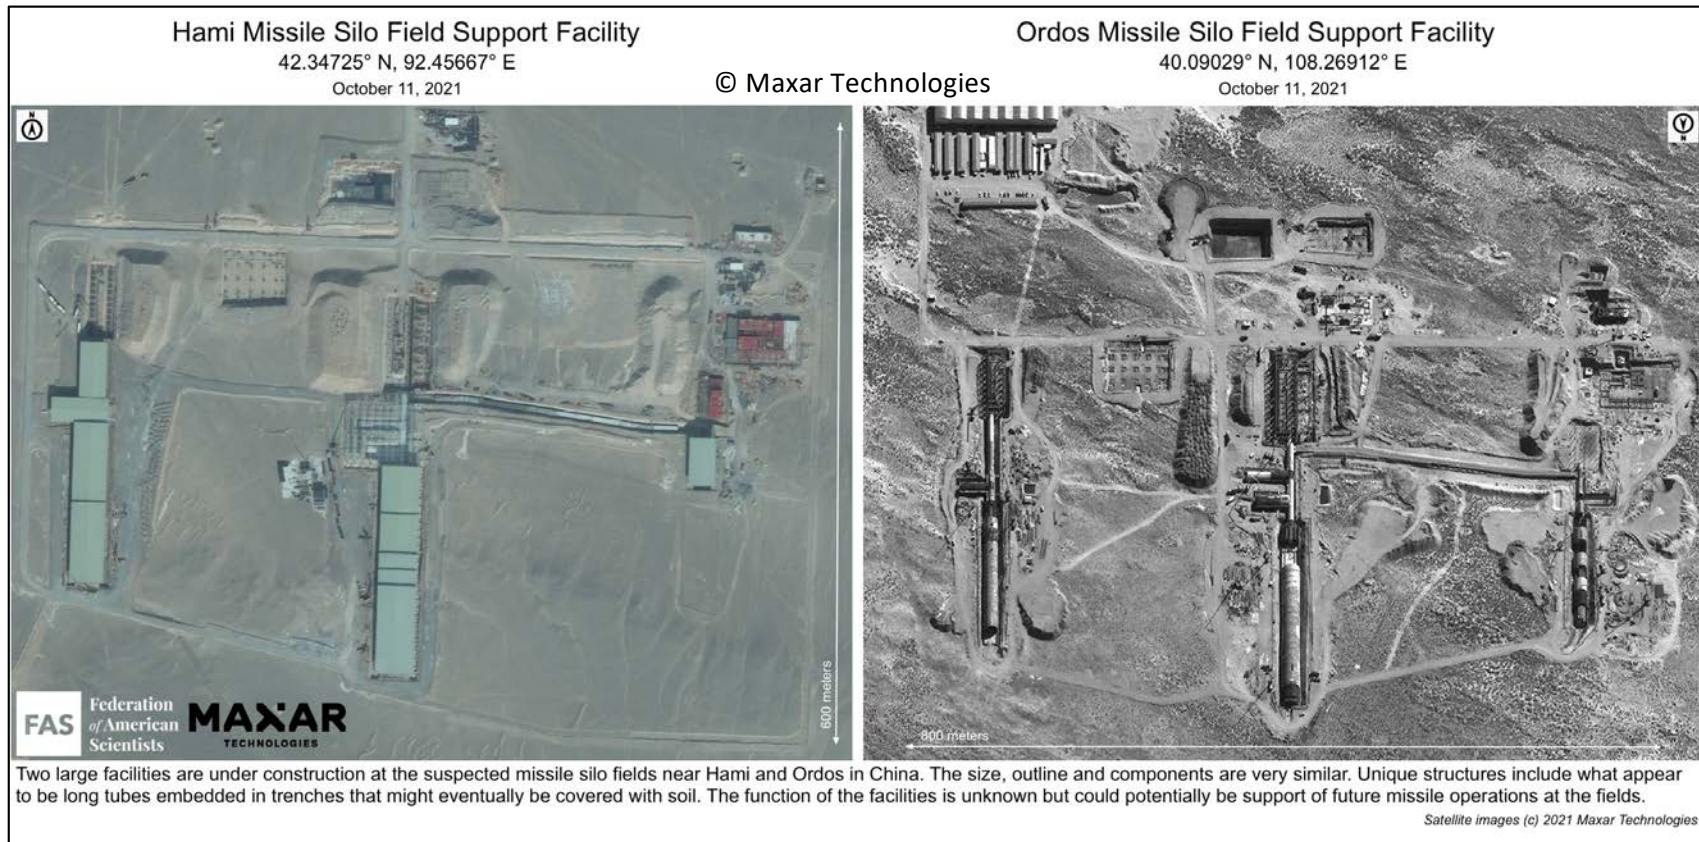 Hami Missile Silo Field Support Facility
42.34725° N, 92.45667° E
October 11, 2021
© Maxar Technologies
Ordos Missile Silo Field Support Facility
40.09029° N, 108.26912° E
October 11, 2021
N
N
600 meters
800 meters
FAS
Federation
of American
Scientists
MAXAR
TECHNOLOGIES
Two large facilities are under construction at the suspected missile silo fields near Hami and Ordos in China. The size, outline and components are very similar. Unique structures include what appear
to be long tubes embedded in trenches that might eventually be covered with soil. The function of the facilities is unknown but could potentially be support of future missile operations at the fields.
Satellite images (c) 2021 Maxar Technologies